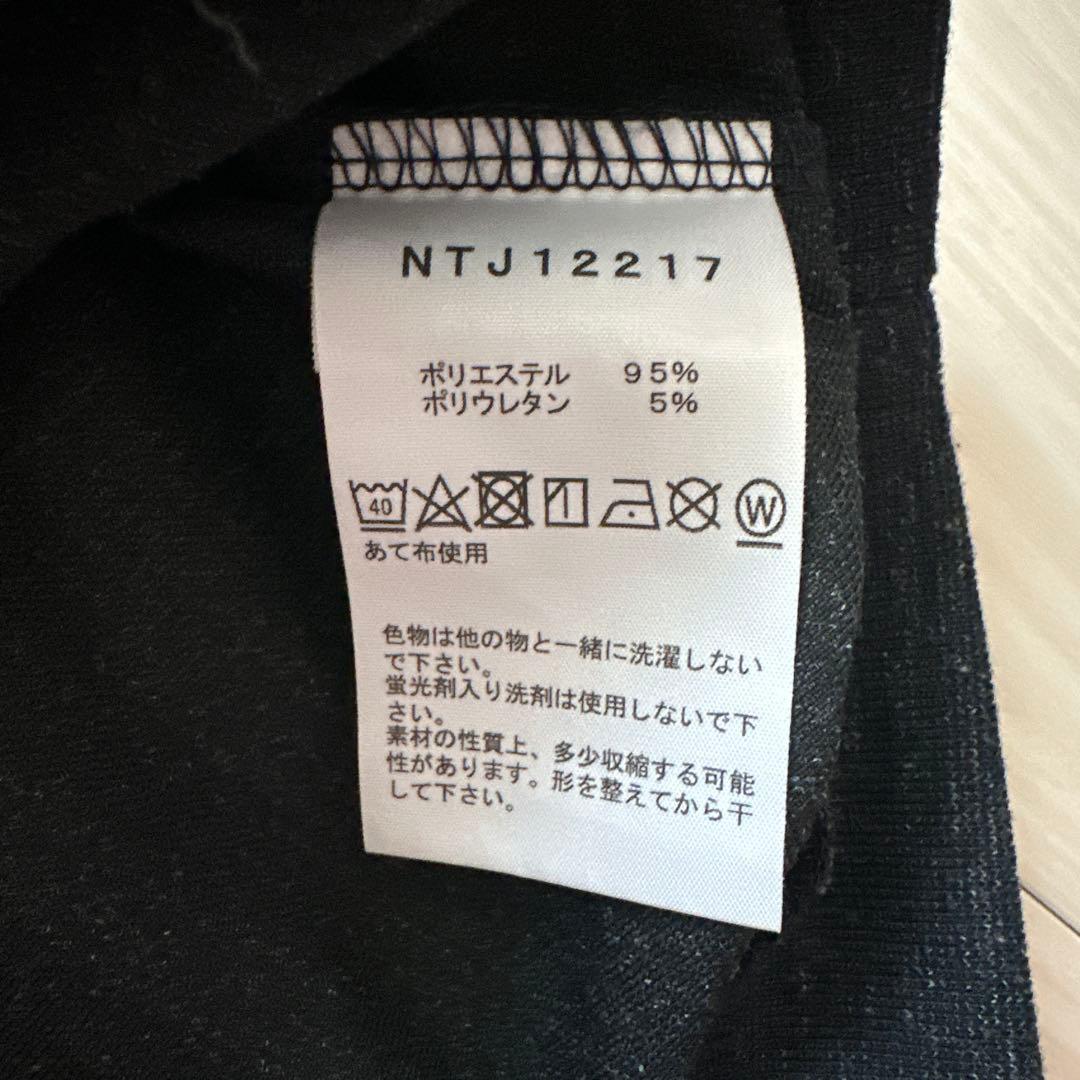 NTJ12217
ポリエステル 95%
ポリウレタン 5%
40 W
あて布使用
色物は他の物と一緒に洗濯しない
で下さい。
蛍光剤入り洗剤は使用しないで下
さい。
素材の性質上、多少収縮する可能
性があります。形を整えてから干
して下さい。